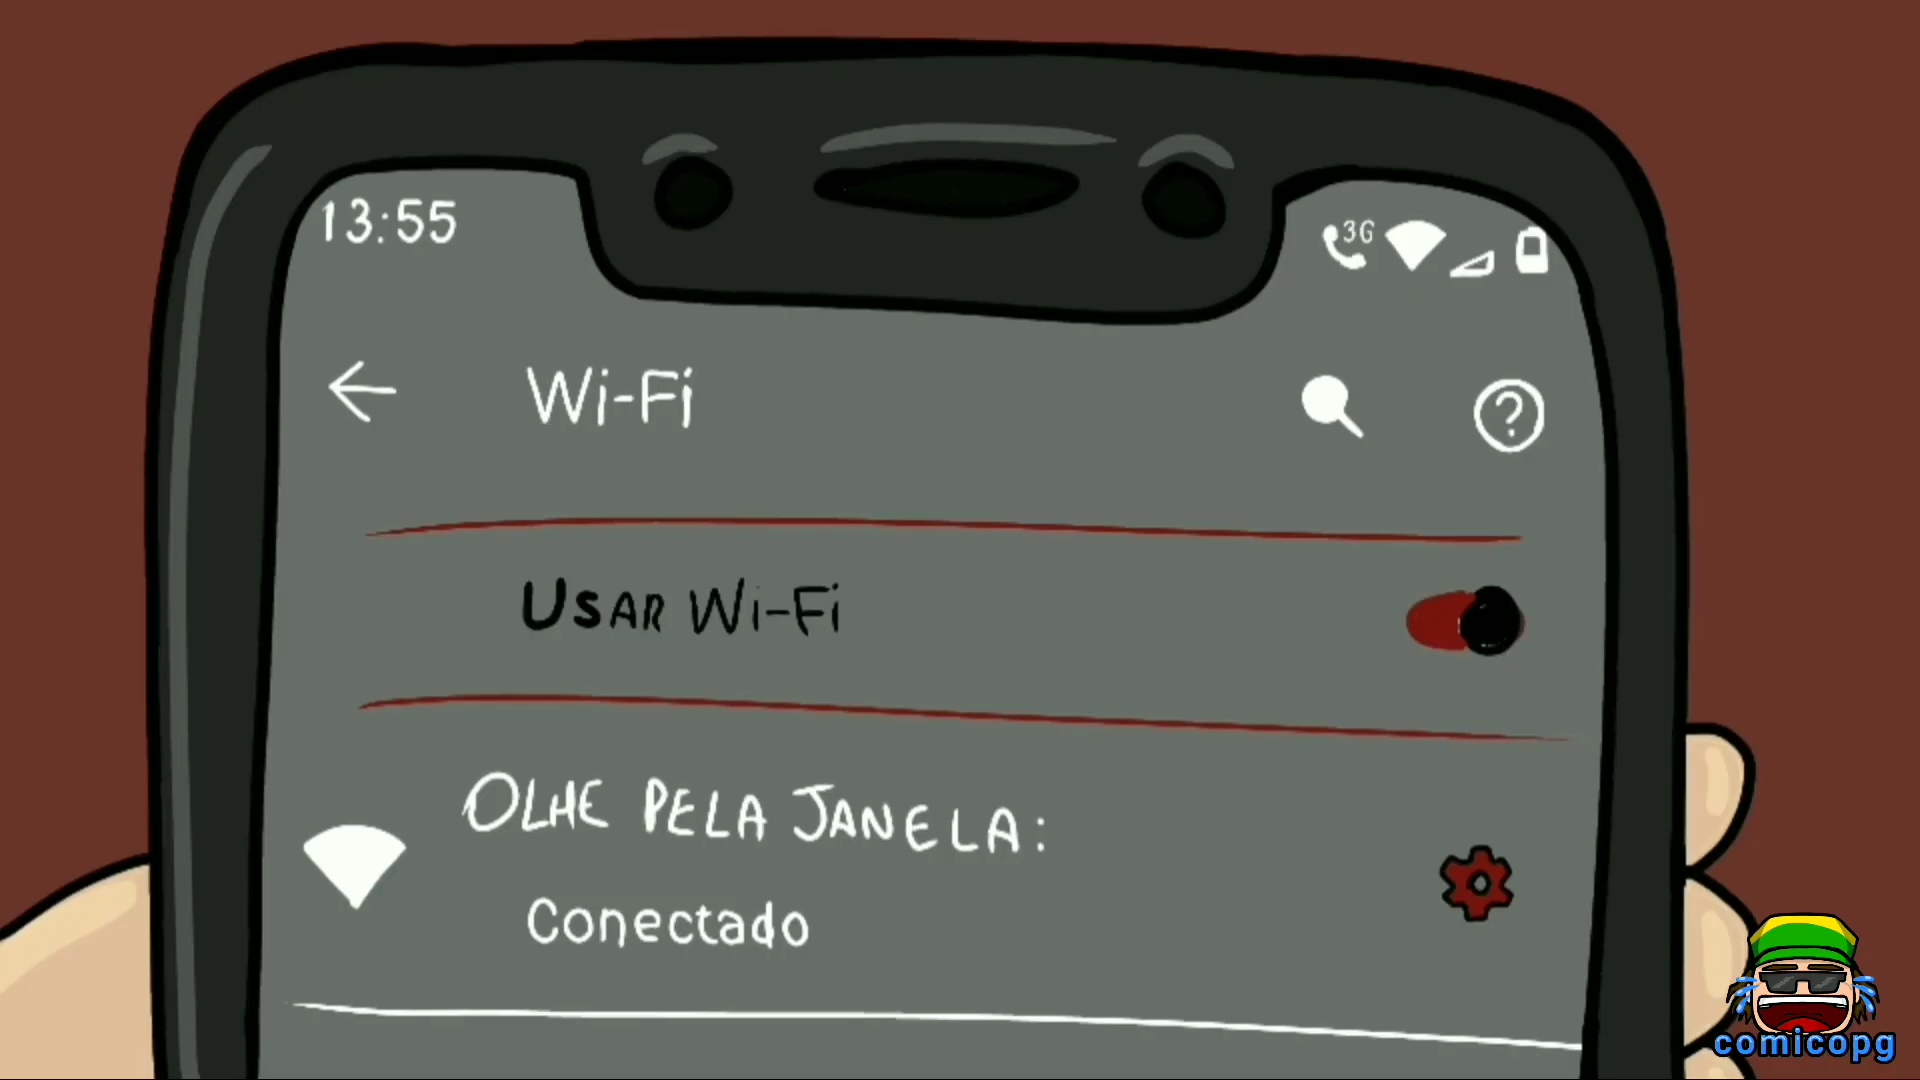 13:55
3G
Wi-Fi
Usar Wi-Fi
OLHE PELA JANELA:
Conectado
comicopg